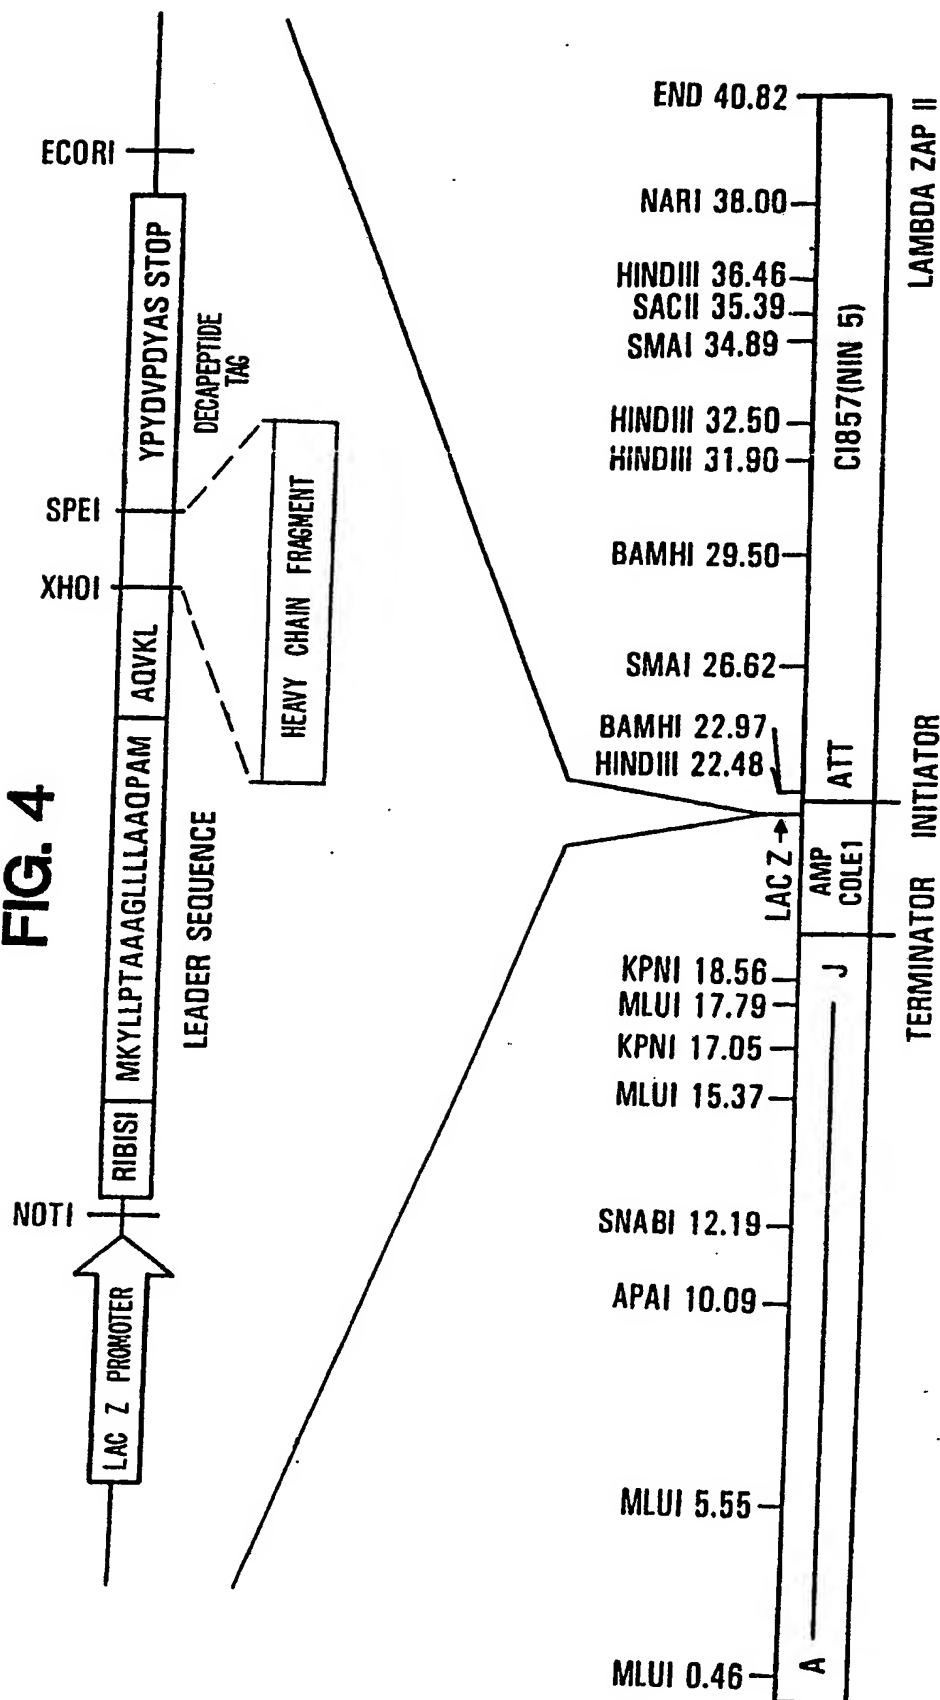 FIG. 4
LAC Z PROMOTER
NOTI
RIBISI
MKYLLPTAAAGLLLLAAQPAM
AQVKL
LEADER SEQUENCE
XHOI
SPEI
YPYDVPDYAS STOP
DECAPEPTIDE
TAG
ECORI
HEAVY CHAIN FRAGMENT
END 40.82
NARI 38.00
HINDIII 36.46
SACII 35.39
SMAI 34.89
HINDIII 32.50
HINDIII 31.90
BAMHI 29.50
SMAI 26.62
BAMHI 22.97
HINDIII 22.48
LAC Z
KPNI 18.56
MLUI 17.79
KPNI 17.05
MLUI 15.37
SNABI 12.19
APAI 10.09
MLUI 5.55
MLUI 0.46
A
J
AMP
COLE1
ATT
CI857(NIN 5)
TERMINATOR
INITIATOR
LAMBDA ZAP II